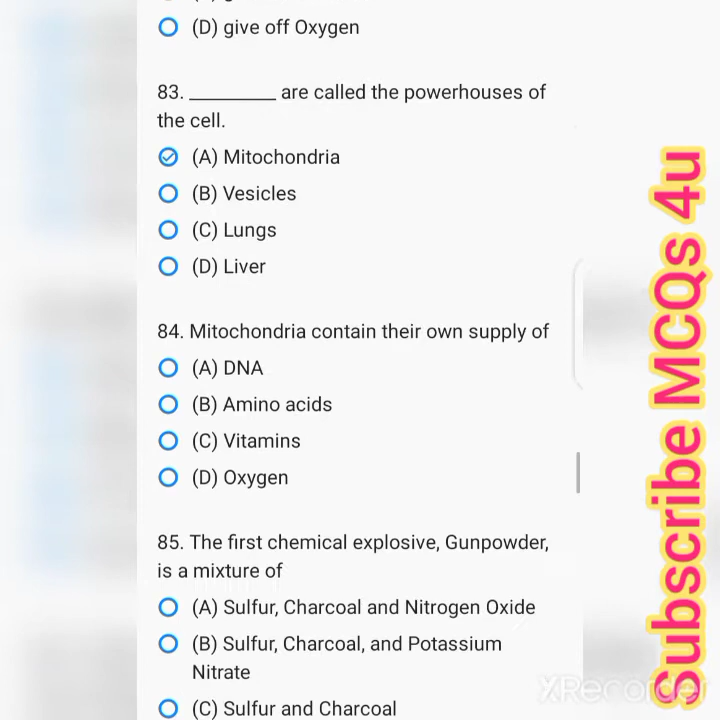 (D) give off Oxygen
83. ________ are called the powerhouses of
the cell.
(A) Mitochondria
(B) Vesicles
(C) Lungs
(D) Liver
84. Mitochondria contain their own supply of
(A) DNA
(B) Amino acids
(C) Vitamins
(D) Oxygen
85. The first chemical explosive, Gunpowder,
is a mixture of
(A) Sulfur, Charcoal and Nitrogen Oxide
(B) Sulfur, Charcoal, and Potassium
Nitrate
(C) Sulfur and Charcoal
Subscribe MCQs 4u
XRecorder